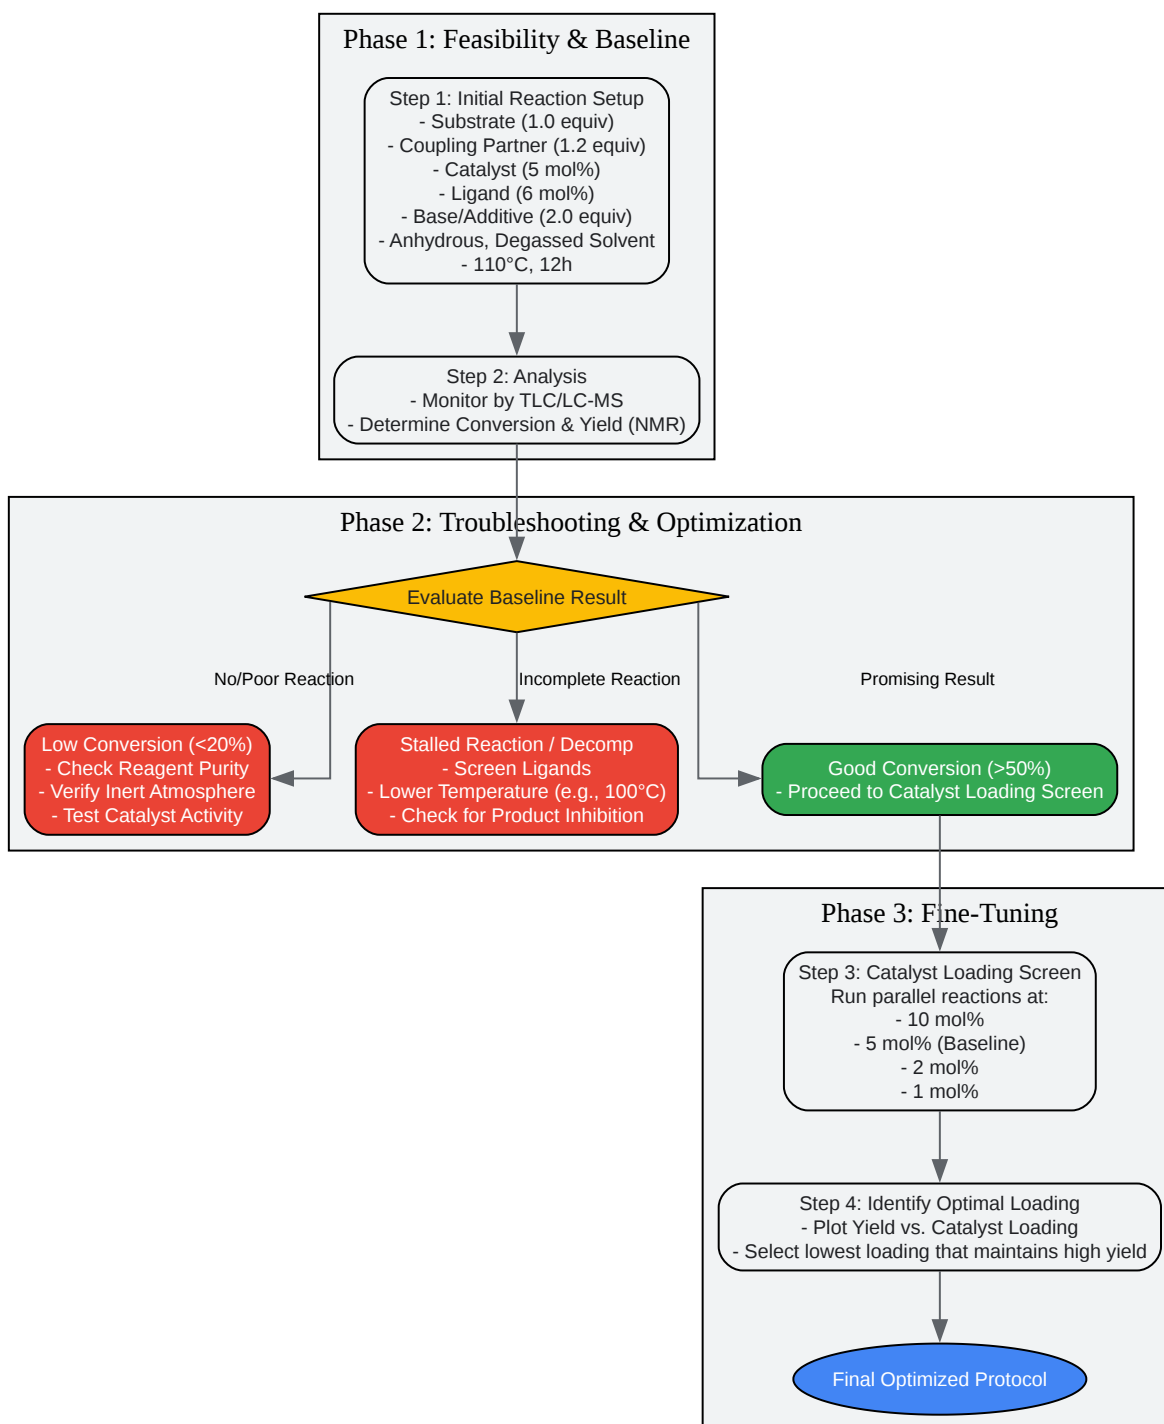 Phase 1: Feasibility & Baseline
Step 1: Initial Reaction Setup
- Substrate (1.0 equiv)
- Coupling Partner (1.2 equiv)
- Catalyst (5 mol%)
- Ligand (6 mol%)
- Base/Additive (2.0 equiv)
- Anhydrous, Degassed Solvent
- 110°C, 12h
Step 2: Analysis
- Monitor by TLC/LC-MS
- Determine Conversion & Yield (NMR)
Phase 2: Troubleshooting & Optimization
Evaluate Baseline Result
No/Poor Reaction
Incomplete Reaction
Promising Result
Low Conversion (<20%)
- Check Reagent Purity
- Verify Inert Atmosphere
- Test Catalyst Activity
Stalled Reaction / Decomp
- Screen Ligands
- Lower Temperature (e.g., 100°C)
- Check for Product Inhibition
Good Conversion (>50%)
- Proceed to Catalyst Loading Screen
Phase 3: Fine-Tuning
Step 3: Catalyst Loading Screen
Run parallel reactions at:
- 10 mol%
- 5 mol% (Baseline)
- 2 mol%
- 1 mol%
Step 4: Identify Optimal Loading
- Plot Yield vs. Catalyst Loading
- Select lowest loading that maintains high yield
Final Optimized Protocol